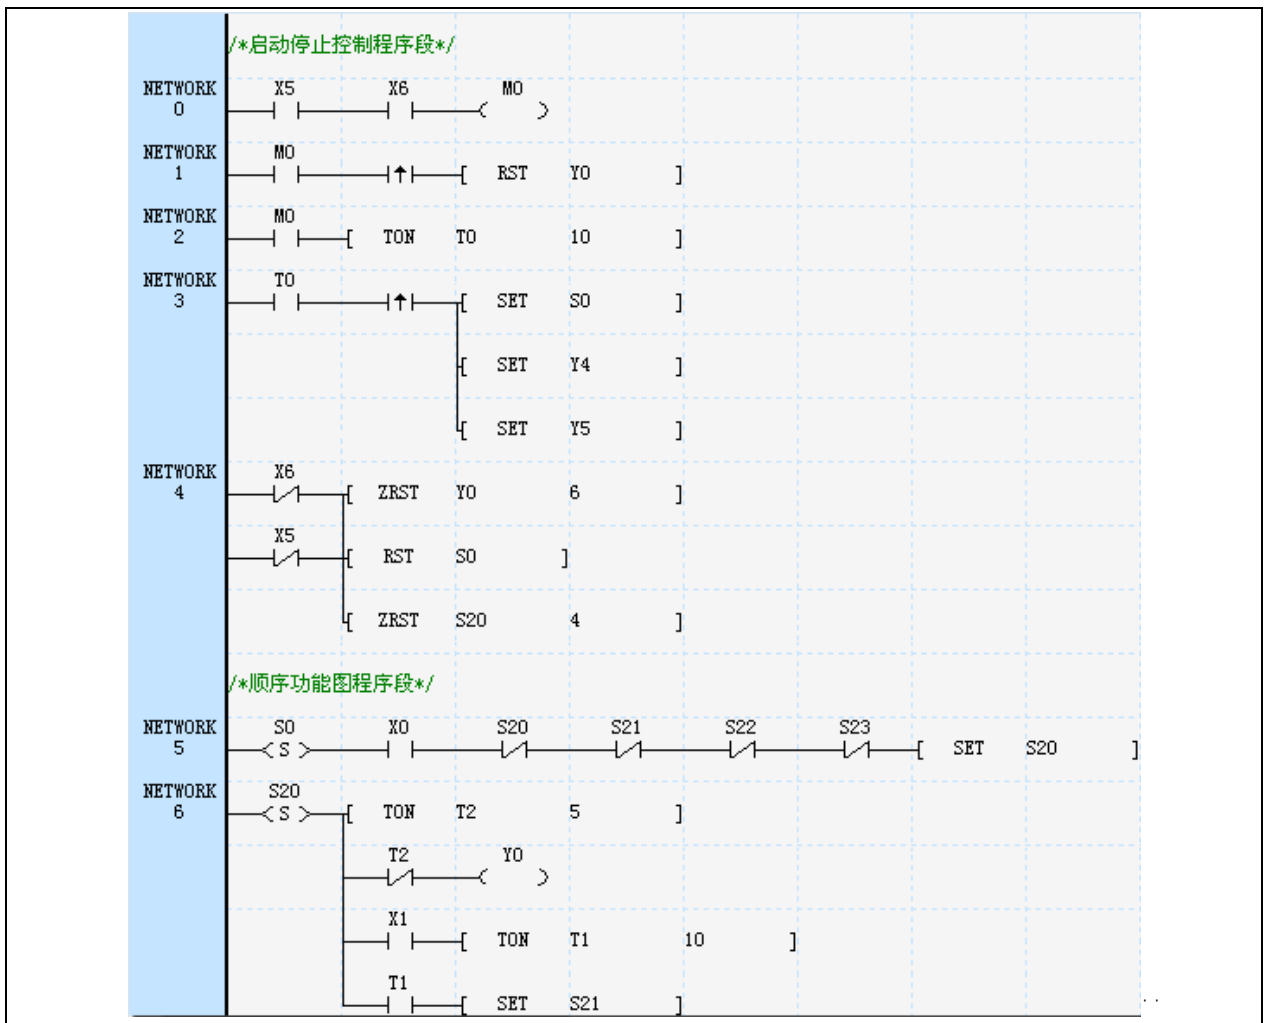 /*启动停止控制程序段*/
NETWORK 0 X5 X6 M0
NETWORK 1 M0 [ RST Y0 ]
NETWORK 2 M0 [ TON T0 10 ]
NETWORK 3 T0 [ SET S0 ]
[ SET Y4 ]
[ SET Y5 ]
NETWORK 4 X6 [ ZRST Y0 6 ]
X5 [ RST S0 ]
[ ZRST S20 4 ]
/*顺序功能图程序段*/
NETWORK 5 S0 <S> X0 S20 S21 S22 S23 [ SET S20 ]
NETWORK 6 S20 <S> [ TON T2 5 ]
T2 Y0
X1 [ TON T1 10 ]
T1 [ SET S21 ]